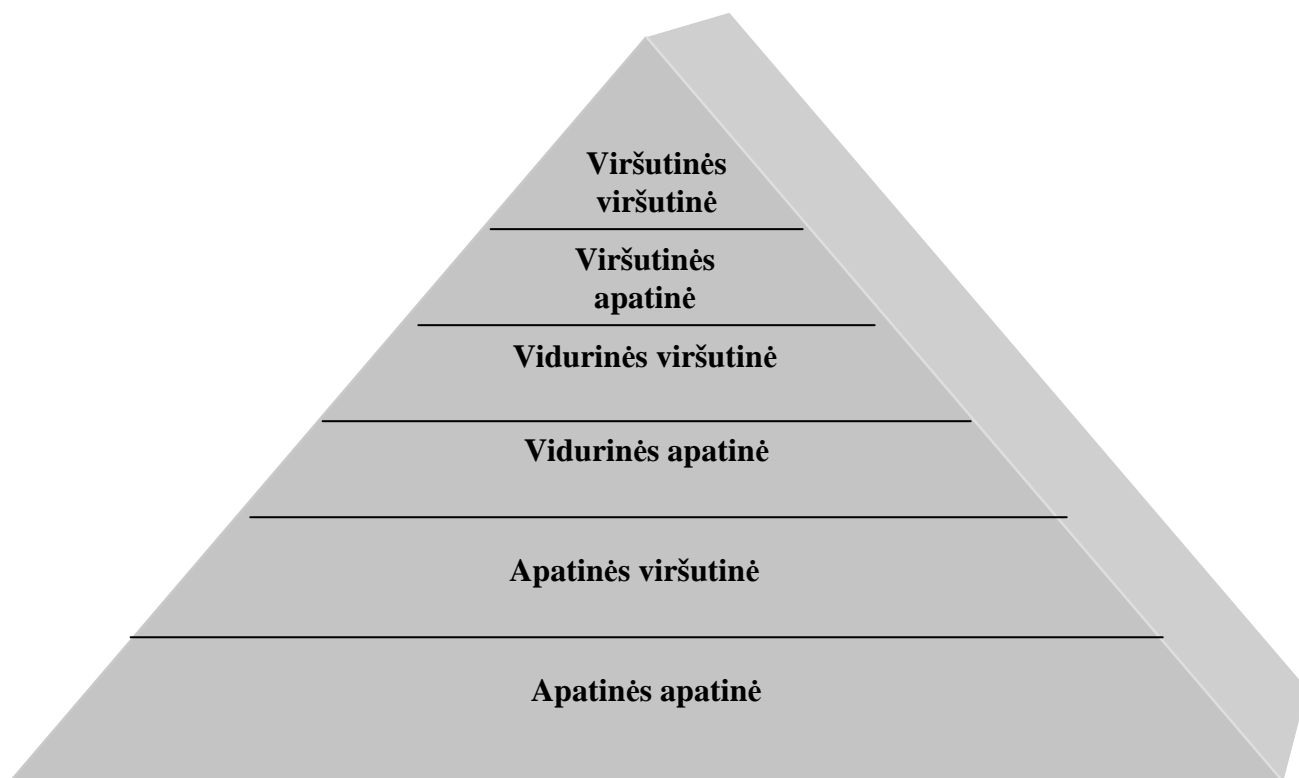 Viršutinės
viršutinė
Viršutinės
apatinė
Vidurinės viršutinė
Vidurinės apatinė
Apatinės viršutinė
Apatinės apatinė